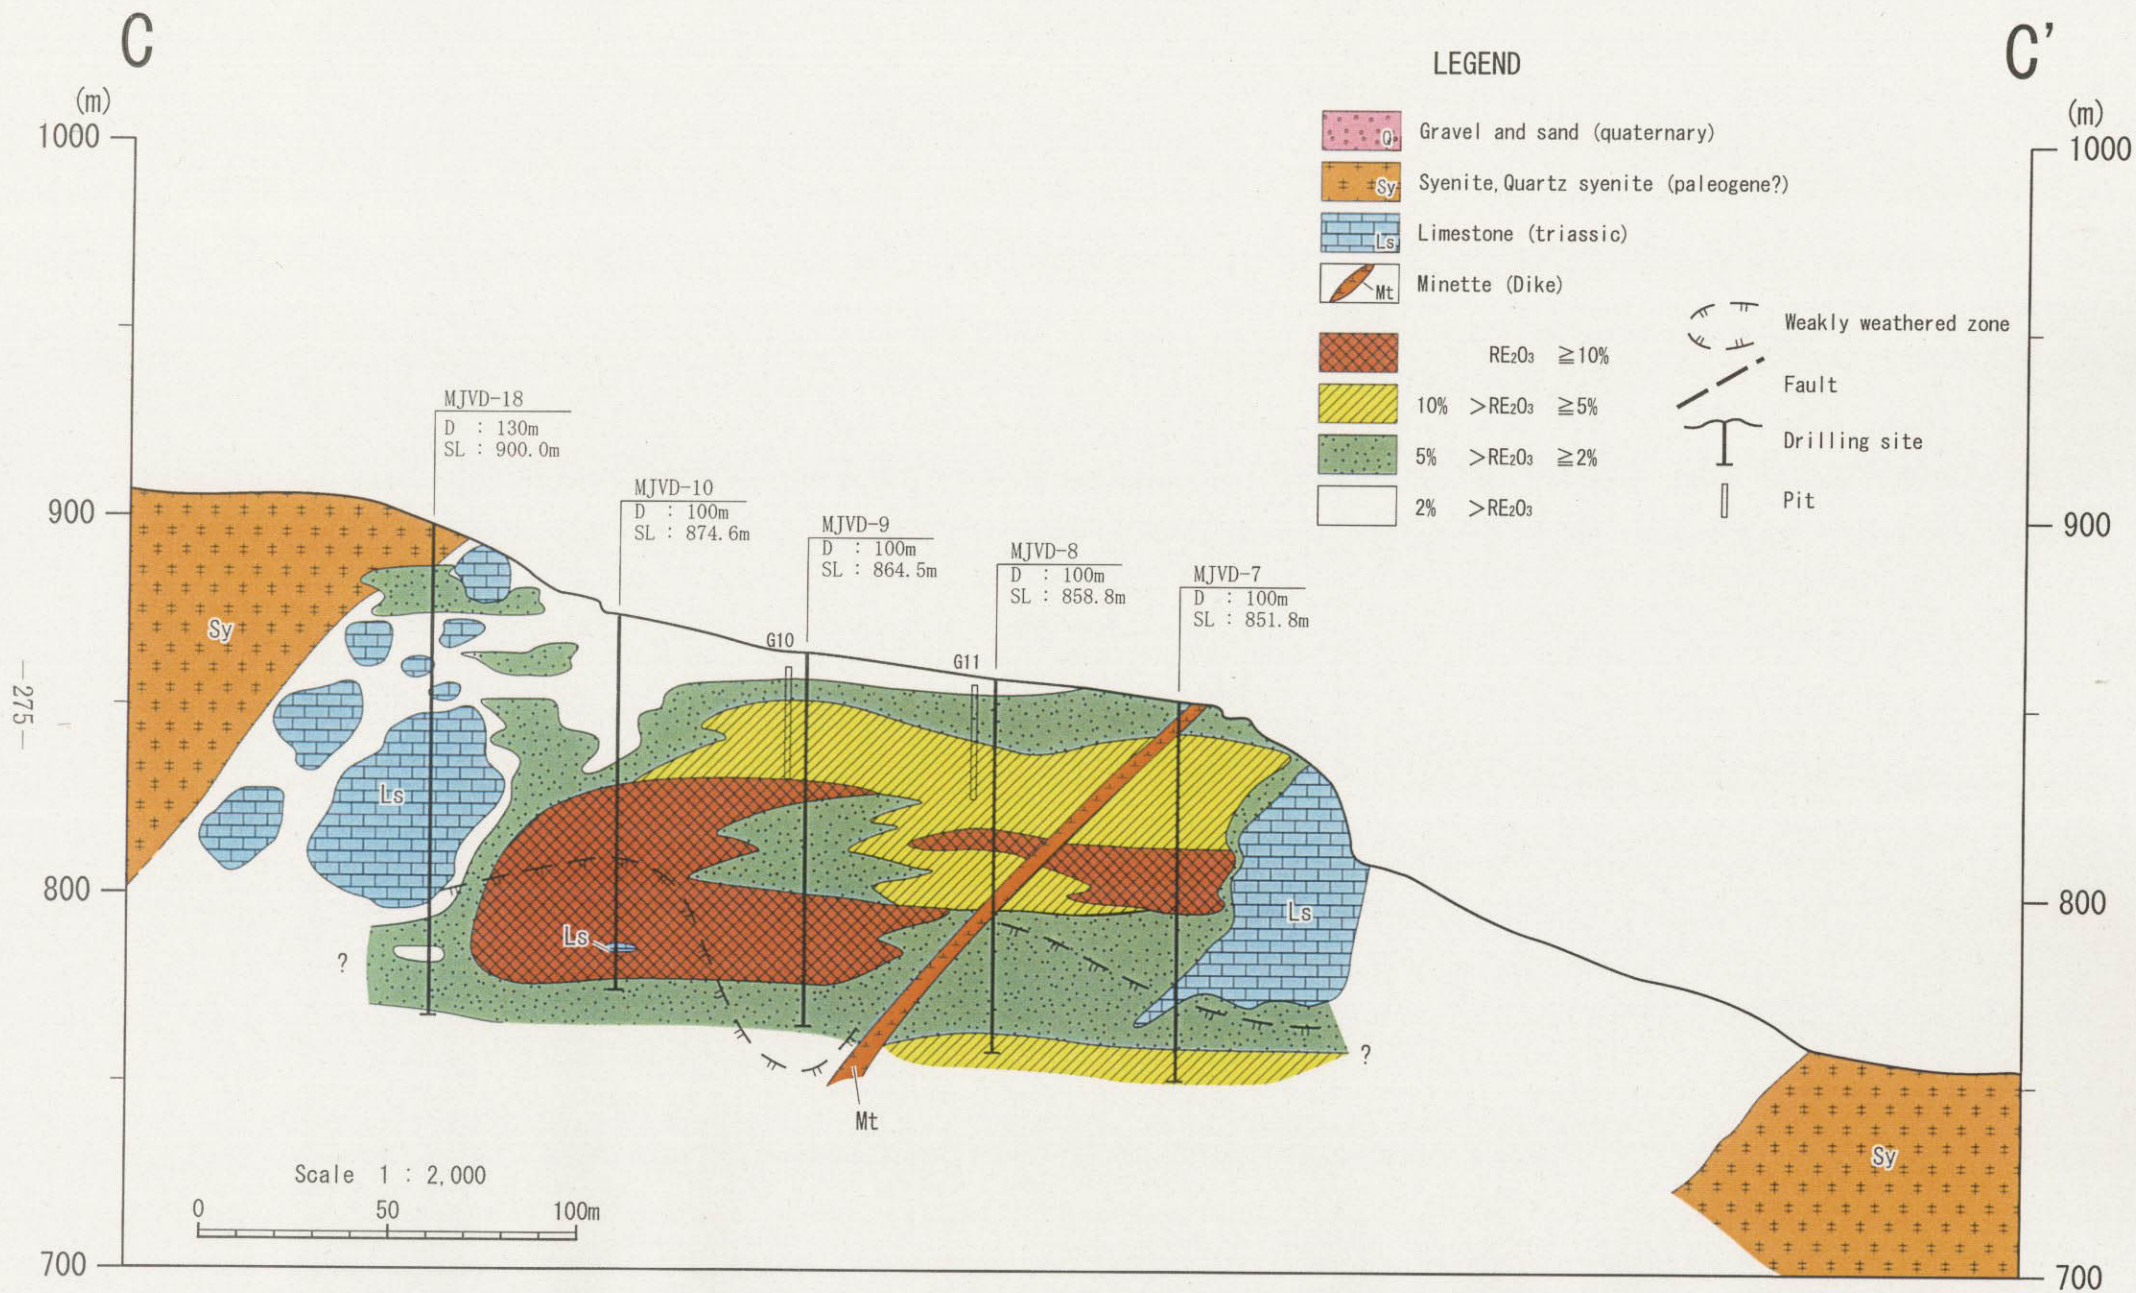 C
C'
(m)
1000
900
800
700
(m)
1000
900
800
700
LEGEND
Q
Gravel and sand (quaternary)
Sy
Syenite, Quartz syenite (paleogene?)
Ls
Limestone (triassic)
Mt
Minette (Dike)
RE₂O₃ ≧10%
10% >RE₂O₃ ≧5%
5% >RE₂O₃ ≧2%
2% >RE₂O₃
Weakly weathered zone
Fault
Drilling site
Pit
MJVD-18
D : 130m
SL : 900.0m
MJVD-10
D : 100m
SL : 874.6m
MJVD-9
D : 100m
SL : 864.5m
MJVD-8
D : 100m
SL : 858.8m
MJVD-7
D : 100m
SL : 851.8m
G10
G11
Sy
Ls
Ls
Ls
?
?
Mt
Sy
-275-
Scale 1 : 2,000
0 50 100m